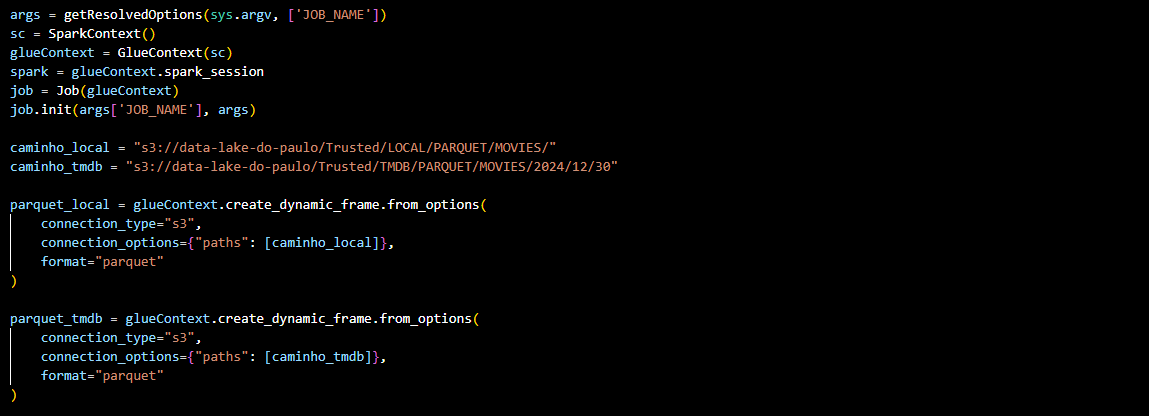 args = getResolvedOptions(sys.argv, ['JOB_NAME'])
sc = SparkContext()
glueContext = GlueContext(sc)
spark = glueContext.spark_session
job = Job(glueContext)
job.init(args['JOB_NAME'], args)

caminho_local = "s3://data-lake-do-paulo/Trusted/LOCAL/PARQUET/MOVIES/"
caminho_tmdb = "s3://data-lake-do-paulo/Trusted/TMDB/PARQUET/MOVIES/2024/12/30"

parquet_local = glueContext.create_dynamic_frame.from_options(
    connection_type="s3",
    connection_options={"paths": [caminho_local]},
    format="parquet"
)

parquet_tmdb = glueContext.create_dynamic_frame.from_options(
    connection_type="s3",
    connection_options={"paths": [caminho_tmdb]},
    format="parquet"
)